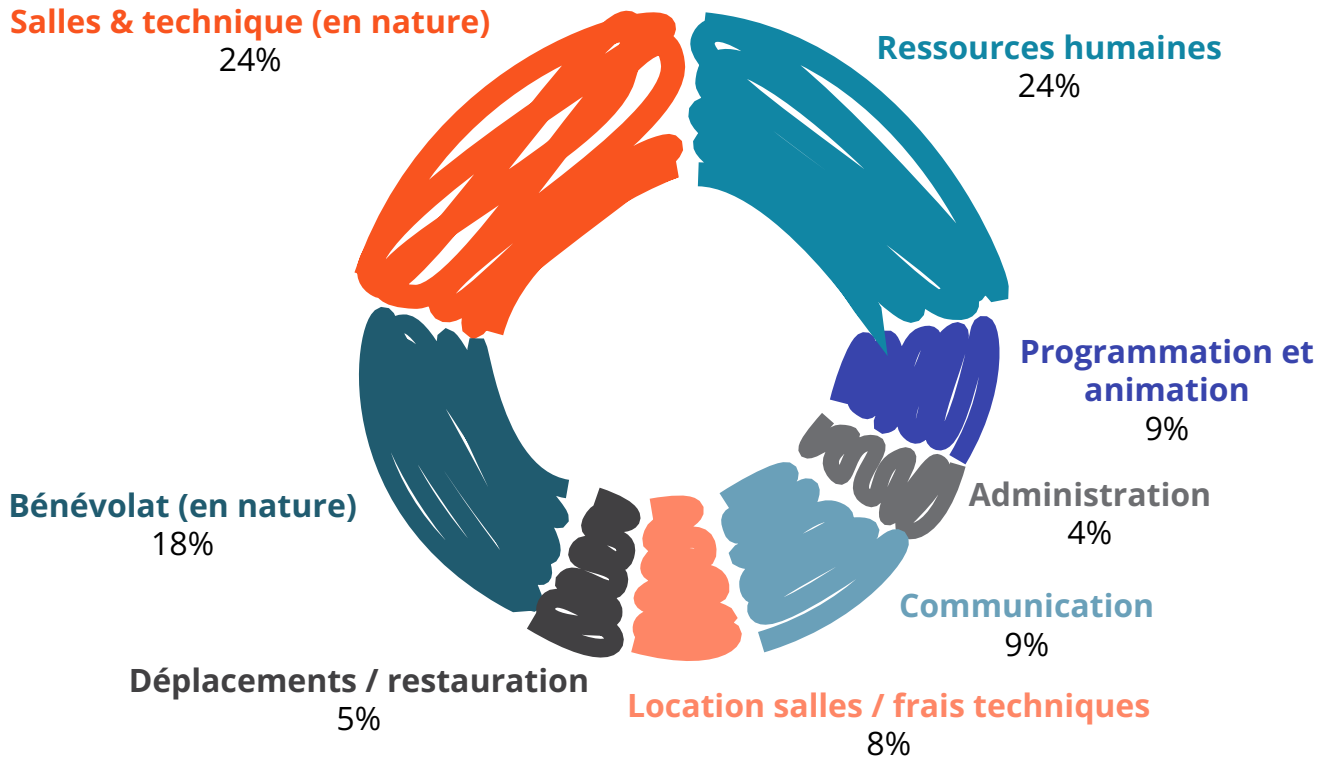 Salles & technique (en nature)
24%
Ressources humaines
24%
Programmation et
animation
9%
Administration
4%
Bénévolat (en nature)
18%
Communication
9%
Déplacements / restauration
5%
Location salles / frais techniques
8%